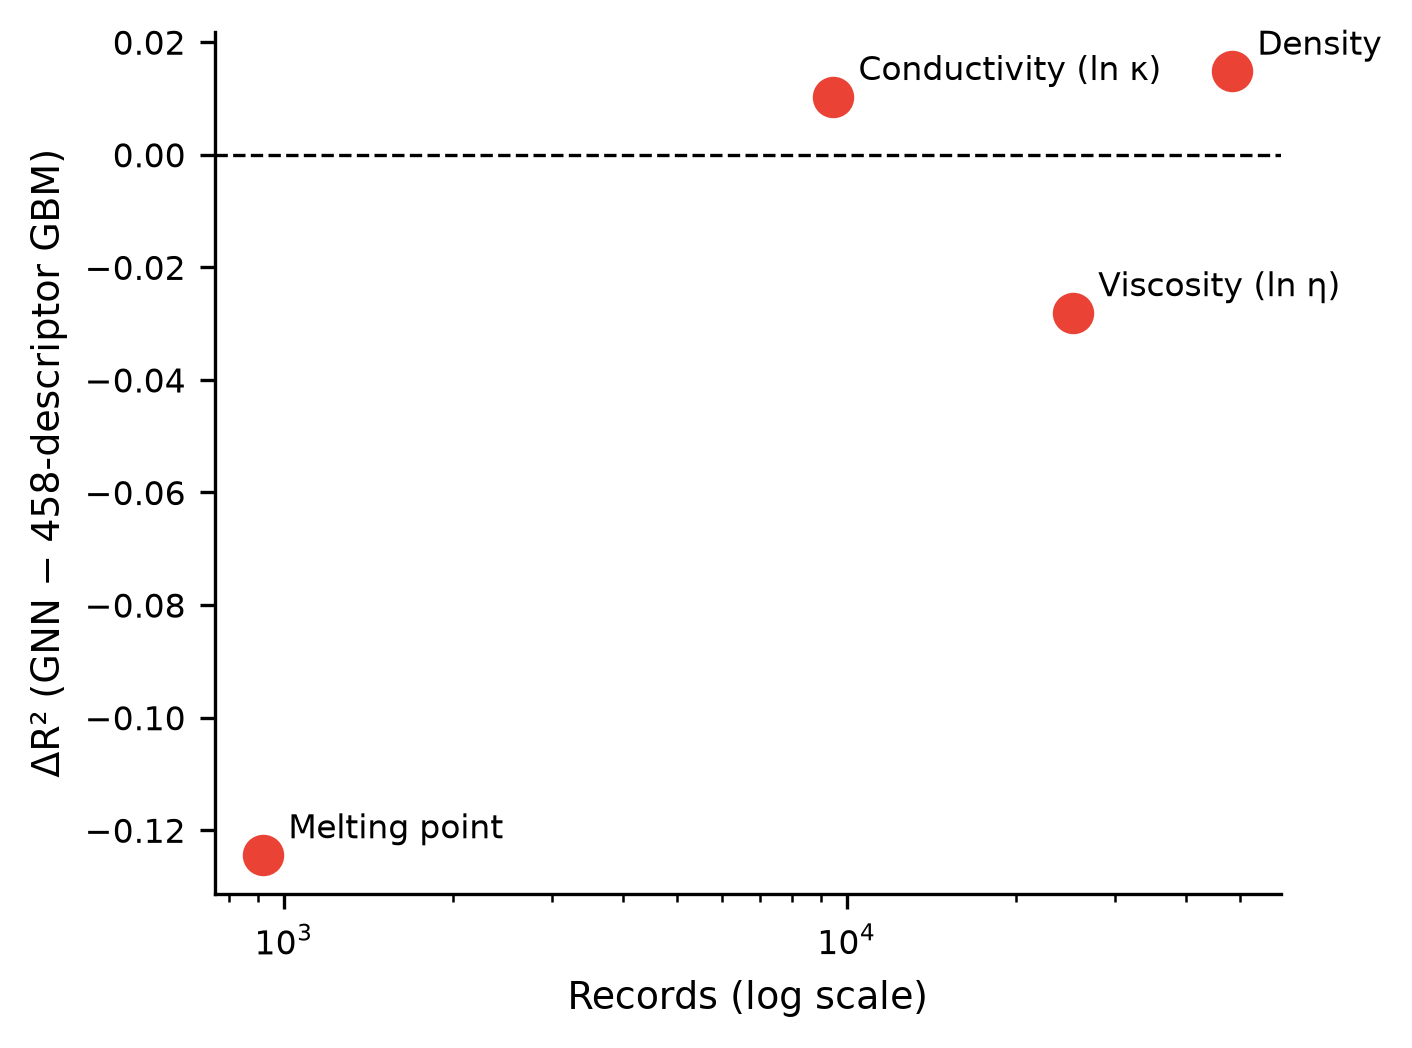 0.02
0.00
−0.02
−0.04
−0.06
−0.08
−0.10
−0.12
ΔR² (GNN − 458-descriptor GBM)
Density
Conductivity (ln κ)
Viscosity (ln η)
Melting point
10³
10⁴
Records (log scale)